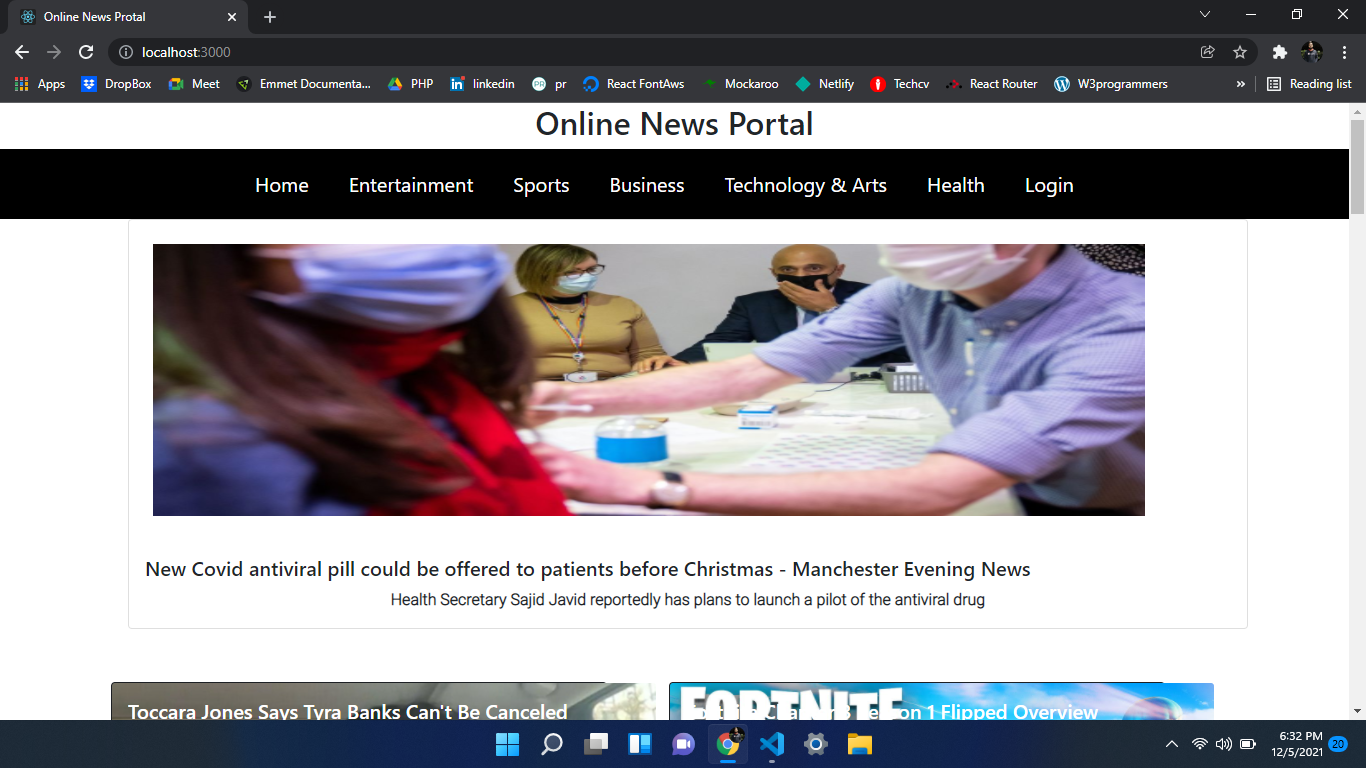 Online News Protal
localhost:3000
Apps DropBox Meet Emmet Documenta... PHP linkedin pr React FontAws Mockaroo Netlify Techcv React Router W3programmers » Reading list
Online News Portal
Home Entertainment Sports Business Technology & Arts Health Login
New Covid antiviral pill could be offered to patients before Christmas - Manchester Evening News
Health Secretary Sajid Javid reportedly has plans to launch a pilot of the antiviral drug
Toccara Jones Says Tyra Banks Can't Be Canceled
FORTNITE
Fortnite Chapter 3 Season 1 Flipped Overview
6:32 PM
12/5/2021 20